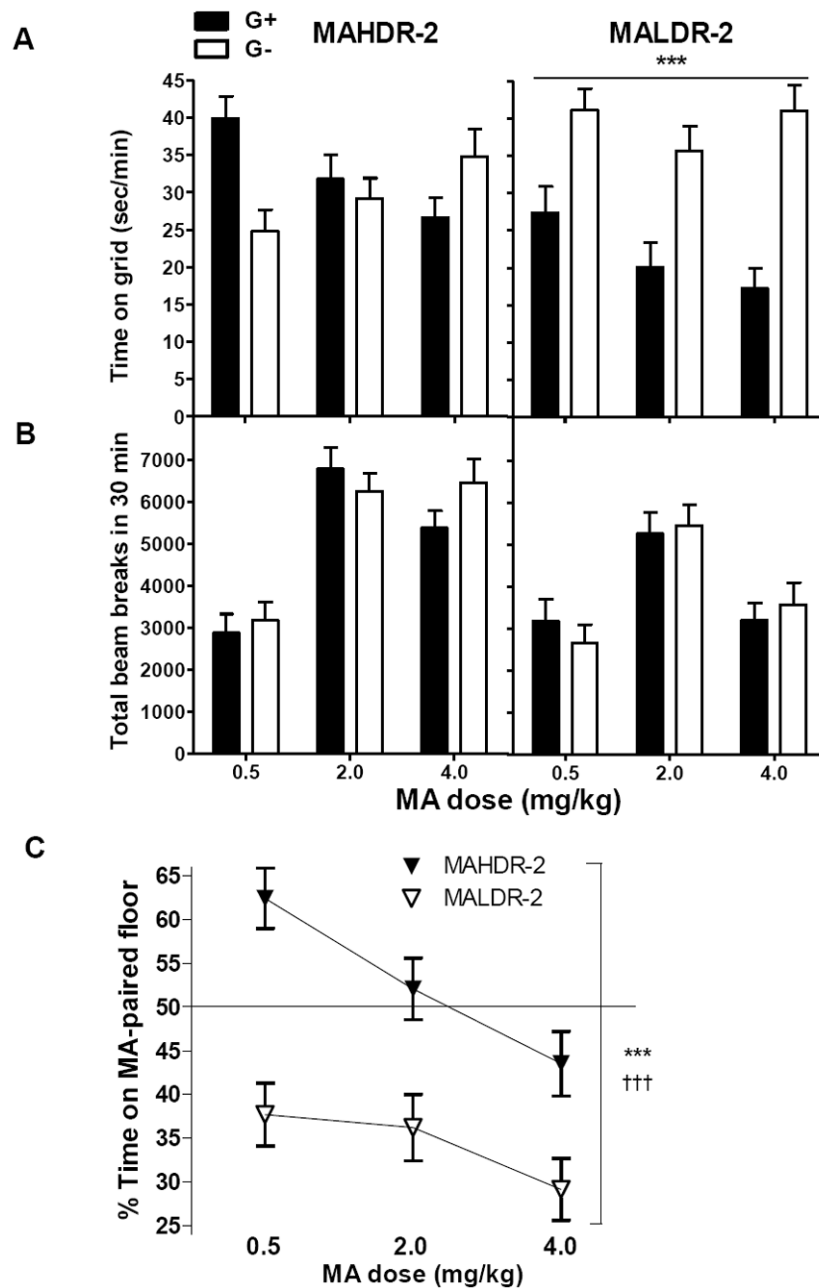 A
G+
G-
MAHDR-2
MALDR-2
***
Time on grid (sec/min)
45
40
35
30
25
20
15
10
5
0
B
Total beam breaks in 30 min
7000
6000
5000
4000
3000
2000
1000
0
0.5 2.0 4.0 0.5 2.0 4.0
MA dose (mg/kg)
C
MAHDR-2
MALDR-2
% Time on MA-paired floor
65
60
55
50
45
40
35
30
25
***
†††
0.5 2.0 4.0
MA dose (mg/kg)